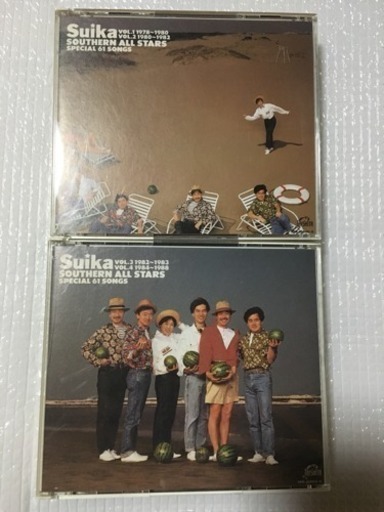 Suika VOL.1 1978~1980
VOL.2 1980~1982
SOUTHERN ALL STARS
SPECIAL 61 SONGS
Suika VOL.3 1982~1983
VOL.4 1984~1988
SOUTHERN ALL STARS
SPECIAL 61 SONGS